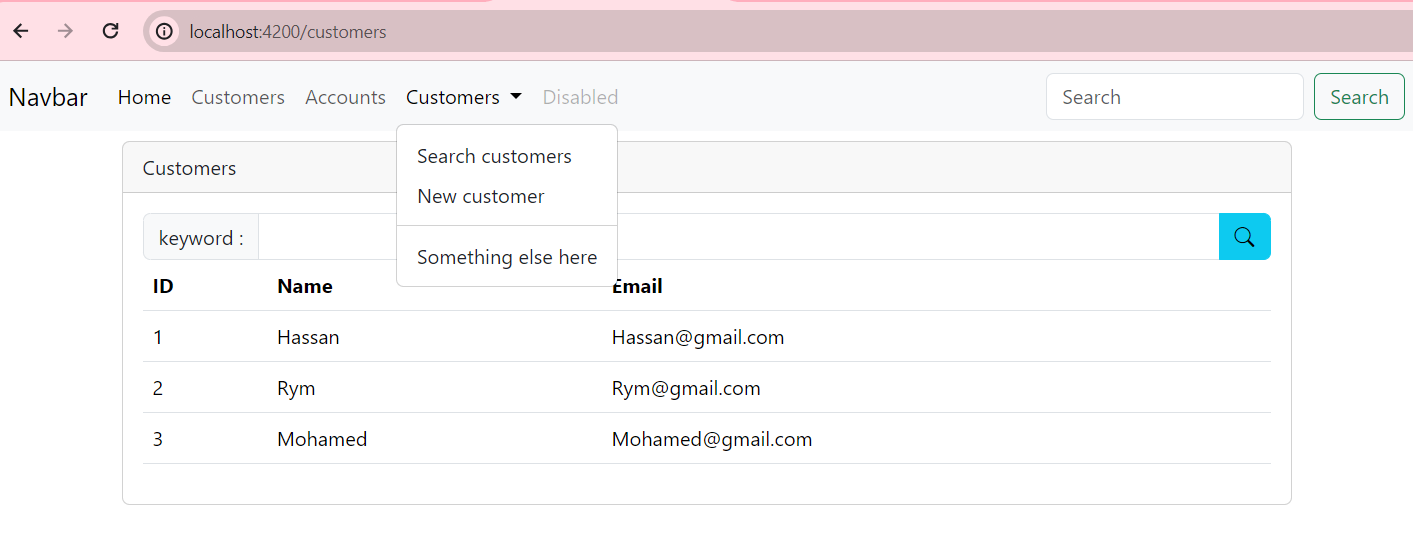 localhost:4200/customers
Navbar Home Customers Accounts Customers Disabled Search Search
Search customers
New customer
Something else here
Customers
keyword :
ID Name Email
1 Hassan Hassan@gmail.com
2 Rym Rym@gmail.com
3 Mohamed Mohamed@gmail.com